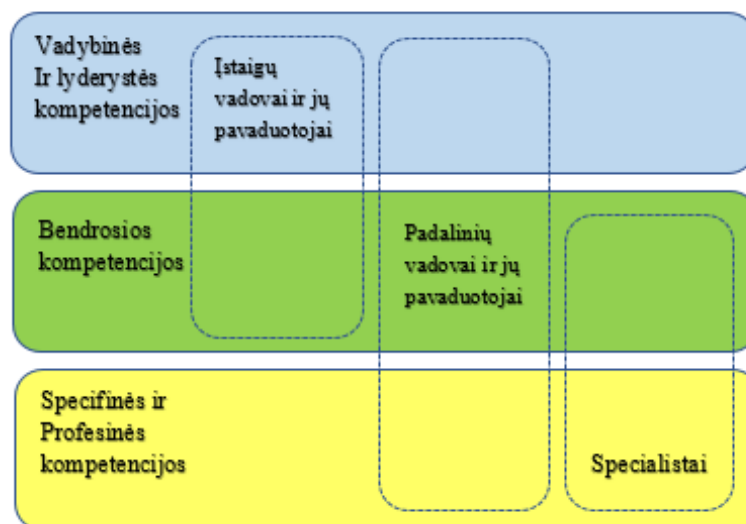 Vadybinės
Ir lyderystės
kompetencijos
Įstaigų
vadovai ir jų
pavaduotojai
Bendrosios
kompetencijos
Padalinių
vadovai ir jų
pavaduotojai
Specifinės ir
Profesinės
kompetencijos
Specialistai